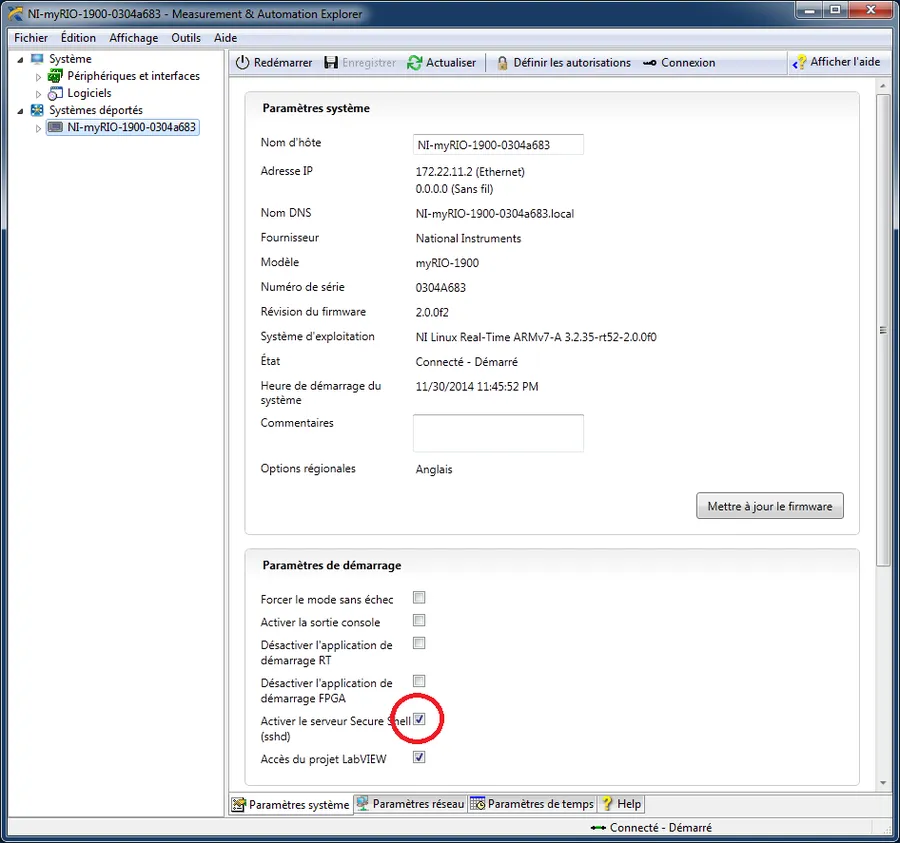 NI-myRIO-1900-0304a683 - Measurement & Automation Explorer
Fichier Édition Affichage Outils Aide
Système
Périphériques et interfaces
Logiciels
Systèmes déportés
NI-myRIO-1900-0304a683
Redémarrer Enregistrer Actualiser Définir les autorisations Connexion Afficher l'aide
Paramètres système
Nom d'hôte NI-myRIO-1900-0304a683
Adresse IP 172.22.11.2 (Ethernet)
0.0.0.0 (Sans fil)
Nom DNS NI-myRIO-1900-0304a683.local
Fournisseur National Instruments
Modèle myRIO-1900
Numéro de série 0304A683
Révision du firmware 2.0.0f2
Système d'exploitation NI Linux Real-Time ARMv7-A 3.2.35-rt52-2.0.0f0
État Connecté - Démarré
Heure de démarrage du 11/30/2014 11:45:52 PM
système
Commentaires
Options régionales Anglais
Mettre à jour le firmware
Paramètres de démarrage
Forcer le mode sans échec
Activer la sortie console
Désactiver l'application de
démarrage RT
Désactiver l'application de
démarrage FPGA
Activer le serveur Secure Shell
(sshd)
Accès du projet LabVIEW
Paramètres système Paramètres réseau Paramètres de temps Help
Connecté - Démarré